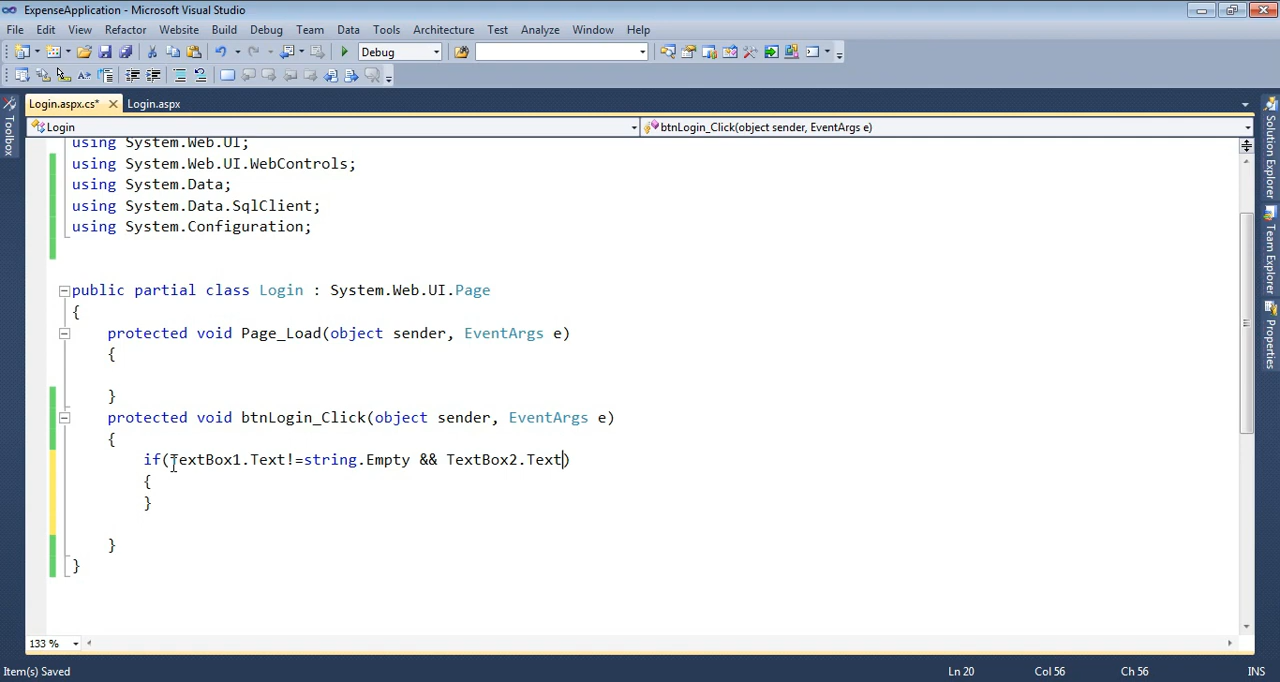 ExpenseApplication - Microsoft Visual Studio
File Edit View Refactor Website Build Debug Team Data Tools Architecture Test Analyze Window Help
Debug
Login.aspx.cs* Login.aspx
Login btnLogin_Click(object sender, EventArgs e)
using System.Web.UI;
using System.Web.UI.WebControls;
using System.Data;
using System.Data.SqlClient;
using System.Configuration;
public partial class Login : System.Web.UI.Page
{
protected void Page_Load(object sender, EventArgs e)
{
}
protected void btnLogin_Click(object sender, EventArgs e)
{
if(TextBox1.Text!=string.Empty && TextBox2.Text)
{
}
}
}
133 %
Item(s) Saved Ln 20 Col 56 Ch 56 INS
Toolbox
Solution Explorer
Team Explorer
Properties